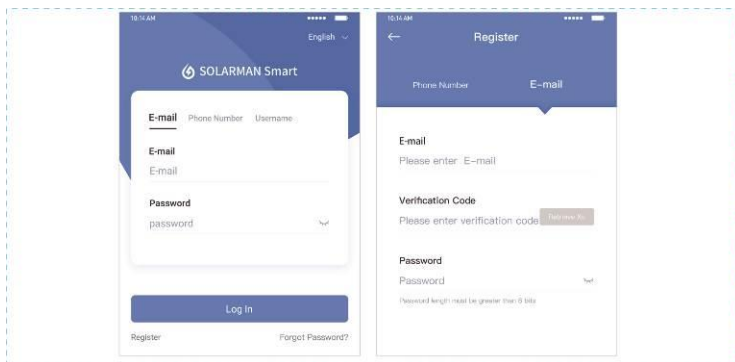 10:14 AM
English
SOLARMAN Smart
E-mail Phone Number Username
E-mail
E-mail
Password
password
Log In
Register Forgot Password?
10:14 AM
Register
Phone Number E-mail
E-mail
Please enter E-mail
Verification Code
Please enter verification code
Password
Password
Password length must be greater than 6 bits